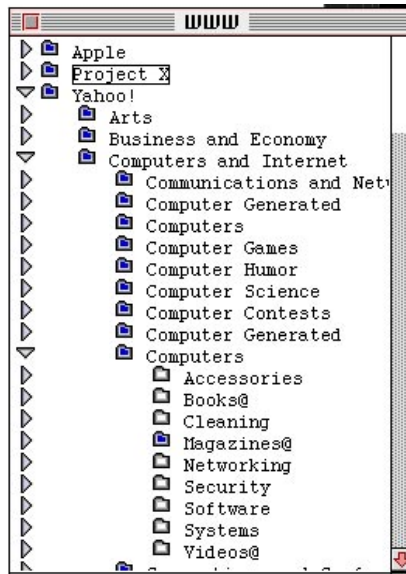 www
Apple
Project X
Yahoo!
Arts
Business and Economy
Computers and Internet
Communications and Net
Computer Generated
Computers
Computer Games
Computer Humor
Computer Science
Computer Contests
Computer Generated
Computers
Accessories
Books@
Cleaning
Magazines@
Networking
Security
Software
Systems
Videos@